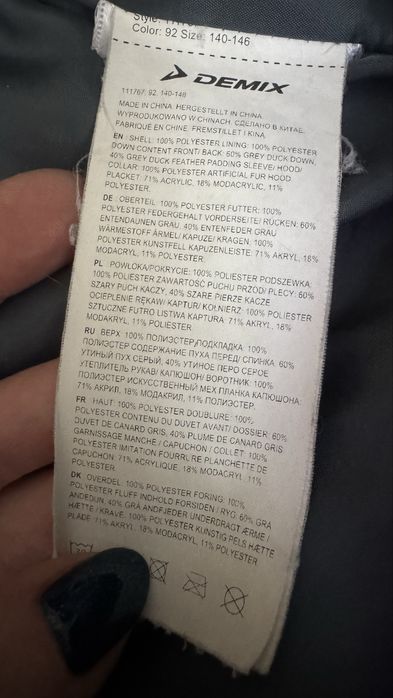 Style:
Color: 92 Size: 140-146
DEMIX
111767, 92, 140-146
MADE IN CHINA. HERGESTELLT IN CHINA.
WYPRODUKOWANO W CHINACH. СДЕЛАНО В КИТАЕ.
FABRIQUÉ EN CHINE. FREMSTILLET I KINA.
EN | SHELL: 100% POLYESTER LINING: 100% POLYESTER
DOWN CONTENT FRONT/ BACK: 60% GREY DUCK DOWN,
40% GREY DUCK FEATHER PADDING SLEEVE/ HOOD/
COLLAR: 100% POLYESTER ARTIFICIAL FUR HOOD
PLACKET: 71% ACRYLIC, 18% MODACRYLIC, 11%
POLYESTER.
DE | OBERTEIL: 100% POLYESTER FUTTER: 100%
POLYESTER FEDERGEHALT VORDERSEITE/ RÜCKEN: 60%
ENTENDAUNEN GRAU, 40% ENTENFEDER GRAU
WÄRMESTOFF ÄRMEL/ KAPUZE/ KRAGEN: 100%
POLYESTER KUNSTFELL KAPUZENLEISTE: 71% AKRYL, 18%
MODACRYL, 11% POLYESTER.
PL | POWŁOKA/POKRYCIE: 100% POLIESTER PODSZEWKA:
100% POLIESTER ZAWARTOŚĆ PUCHU PRZÓD/ PLECY: 60%
SZARY PUCH KACZY, 40% SZARE PIERZE KACZE
OCIEPLENIE RĘKAW/ KAPTUR/ KOŁNIERZ: 100% POLIESTER
SZTUCZNE FUTRO LISTWA KAPTURA: 71% AKRYL, 18%
MODAKRYL, 11% POLIESTER.
RU | ВЕРХ: 100% ПОЛИЭСТЕР ПОДКЛАДКА: 100%
ПОЛИЭСТЕР СОДЕРЖАНИЕ ПУХА ПЕРЕД/ СПИНКА: 60%
УТИНЫЙ ПУХ СЕРЫЙ, 40% УТИНОЕ ПЕРО СЕРОЕ
УТЕПЛИТЕЛЬ РУКАВ/ КАПЮШОН/ ВОРОТНИК: 100%
ПОЛИЭСТЕР ИСКУССТВЕННЫЙ МЕХ ПЛАНКА КАПЮШОНА:
71% АКРИЛ, 18% МОДАКРИЛ, 11% ПОЛИЭСТЕР.
FR | HAUT: 100% POLYESTER DOUBLURE: 100%
POLYESTER CONTENU DU DUVET AVANT/ DOSSIER: 60%
DUVET DE CANARD GRIS, 40% PLUME DE CANARD GRIS
GARNISSAGE MANCHE / CAPUCHON / COLLET: 100%
POLYESTER IMITATION FOURRURE PLANCHETTE DE
CAPUCHON: 71% ACRYLIQUE, 18% MACRYL, 11%
POLYESTER.
DK | OVERDEL: 100% POLYESTER FORING: 100%
POLYESTER FLUFF INDHOLD FORSIDEN / RYG: 60% GRÅ
ANDEDUN, 40% GRÅ ANDFJEDER UNDERDRAGT ÆRME /
HÆTTE / KRAVE: 100% POLYESTER KUNSTIG PELS HÆTTE
PLADE: 71% AKRYL, 18% MODACRYL, 11% POLYESTER
30